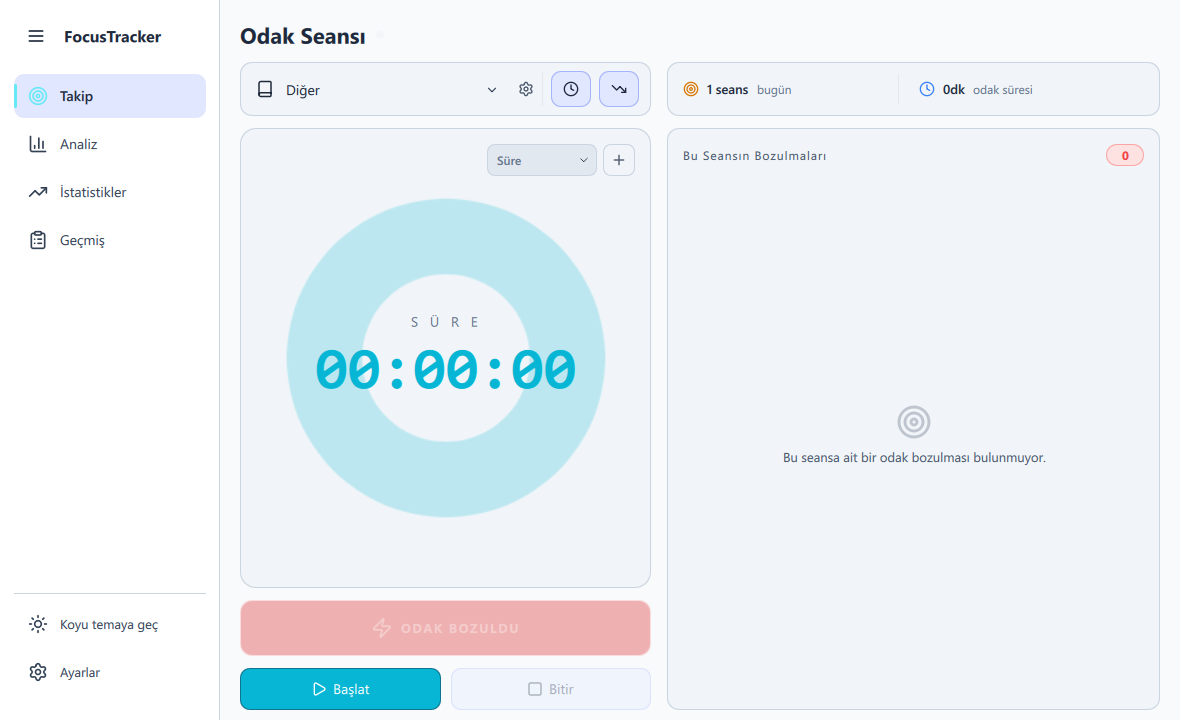 FocusTracker
Takip
Analiz
İstatistikler
Geçmiş
Koyu temaya geç
Ayarlar
Odak Seansı
Diğer
1 seans bugün
0dk odak süresi
Süre
SÜRE
00:00:00
ODAK BOZULDU
Başlat
Bitir
Bu Seansın Bozulmaları
0
Bu seansa ait bir odak bozulması bulunmuyor.